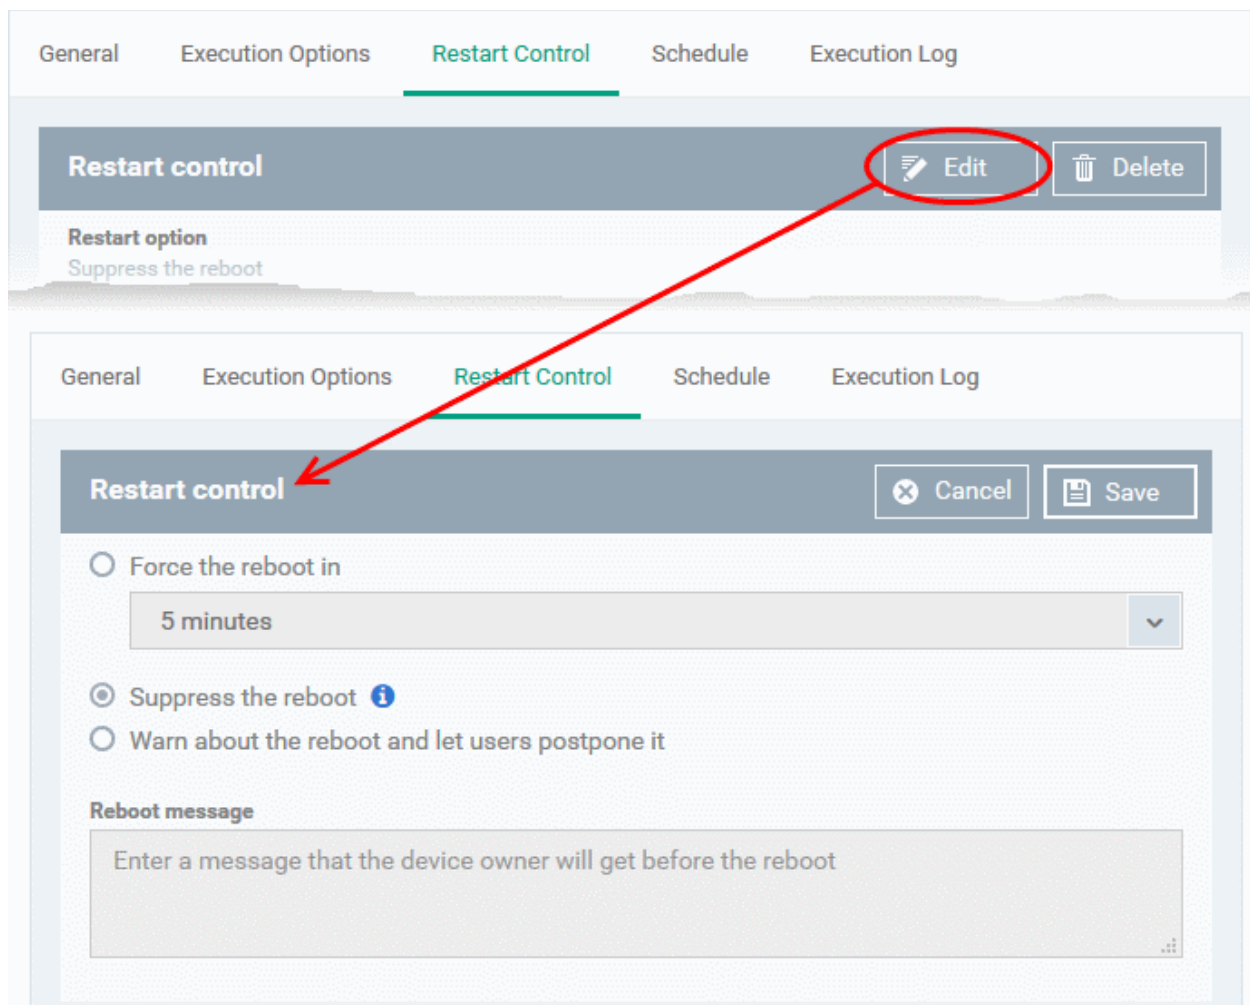 General Execution Options Restart Control Schedule Execution Log
Restart control Edit Delete
Restart option
Suppress the reboot
General Execution Options Restart Control Schedule Execution Log
Restart control Cancel Save
Force the reboot in
5 minutes
Suppress the reboot
Warn about the reboot and let users postpone it
Reboot message
Enter a message that the device owner will get before the reboot